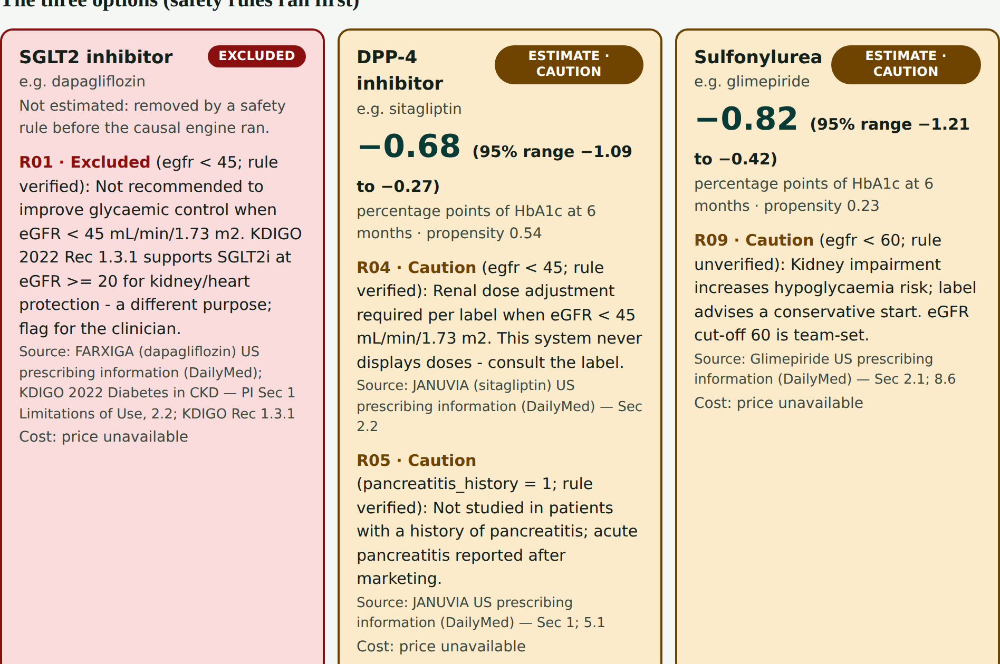 The three options (safety rules ran first)
SGLT2 inhibitor
EXCLUDED
e.g. dapagliflozin
Not estimated: removed by a safety
rule before the causal engine ran.
R01 · Excluded (egfr < 45; rule
verified): Not recommended to
improve glycaemic control when
eGFR < 45 mL/min/1.73 m2. KDIGO
2022 Rec 1.3.1 supports SGLT2i at
eGFR >= 20 for kidney/heart
protection - a different purpose;
flag for the clinician.
Source: FARXIGA (dapagliflozin) US
prescribing information (DailyMed);
KDIGO 2022 Diabetes in CKD — PI Sec 1
Limitations of Use, 2.2; KDIGO Rec 1.3.1
Cost: price unavailable
DPP-4
inhibitor
ESTIMATE ·
CAUTION
e.g. sitagliptin
−0.68 (95% range −1.09
to −0.27)
percentage points of HbA1c at 6
months · propensity 0.54
R04 · Caution (egfr < 45; rule
verified): Renal dose adjustment
required per label when eGFR < 45
mL/min/1.73 m2. This system never
displays doses - consult the label.
Source: JANUVIA (sitagliptin) US
prescribing information (DailyMed) — Sec
2.2
R05 · Caution
(pancreatitis_history = 1; rule
verified): Not studied in patients
with a history of pancreatitis; acute
pancreatitis reported after
marketing.
Source: JANUVIA US prescribing
information (DailyMed) — Sec 1; 5.1
Cost: price unavailable
Sulfonylurea
ESTIMATE ·
CAUTION
e.g. glimepiride
−0.82 (95% range −1.21
to −0.42)
percentage points of HbA1c at 6
months · propensity 0.23
R09 · Caution (egfr < 60; rule
unverified): Kidney impairment
increases hypoglycaemia risk; label
advises a conservative start. eGFR
cut-off 60 is team-set.
Source: Glimepiride US prescribing
information (DailyMed) — Sec 2.1; 8.6
Cost: price unavailable